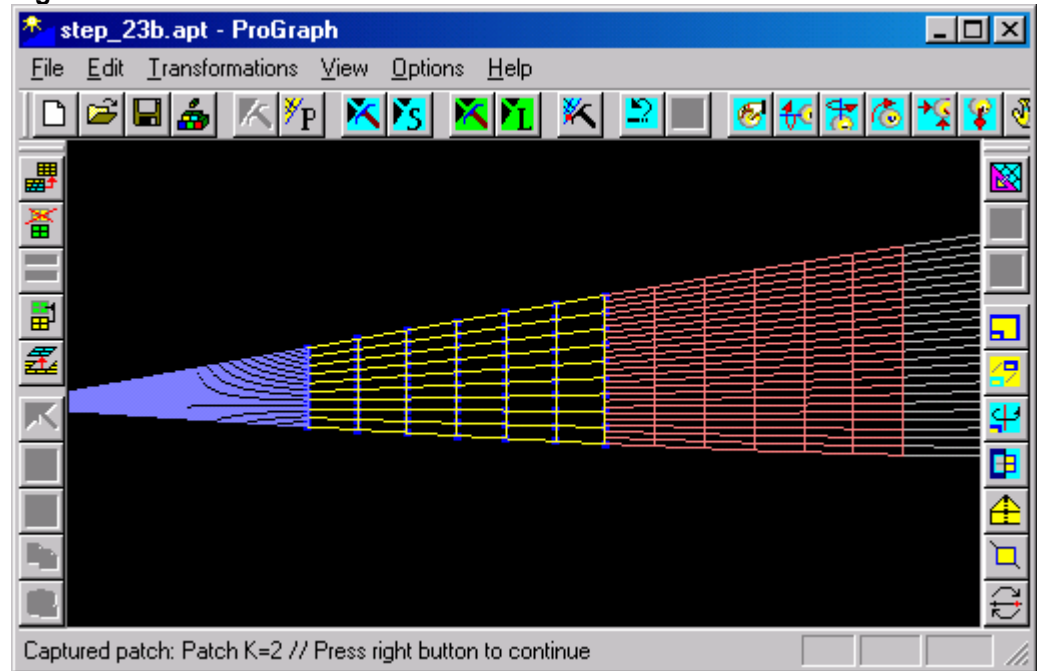 step_23b.apt - ProGraph
File Edit Transformations View Options Help
P S L
Captured patch: Patch K=2 // Press right button to continue